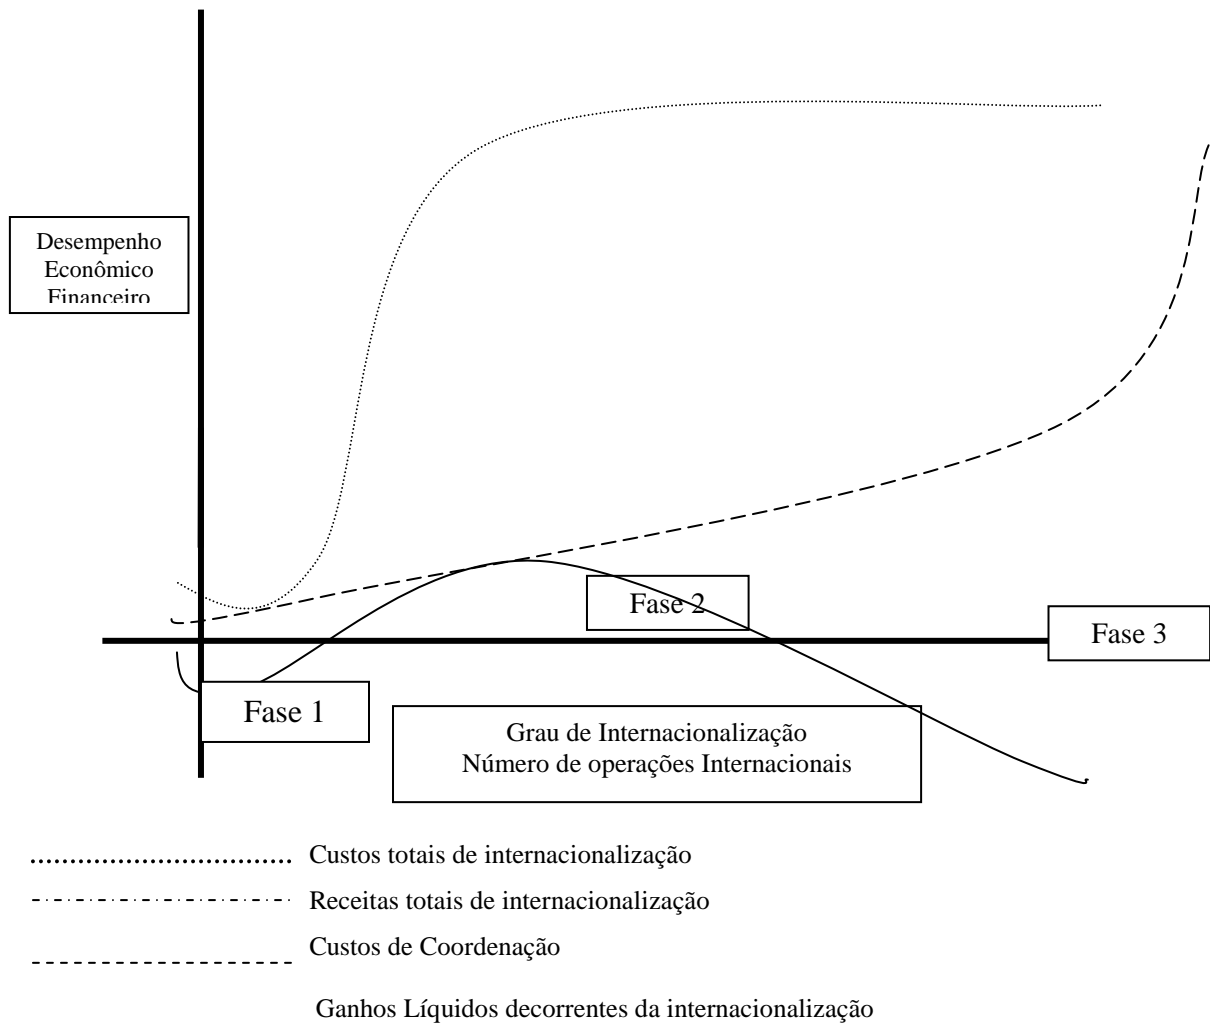 Desempenho
Econômico
Financeiro
Fase 2
Fase 3
Fase 1
Grau de Internacionalização
Número de operações Internacionais
Custos totais de internacionalização
Receitas totais de internacionalização
Custos de Coordenação
Ganhos Líquidos decorrentes da internacionalização